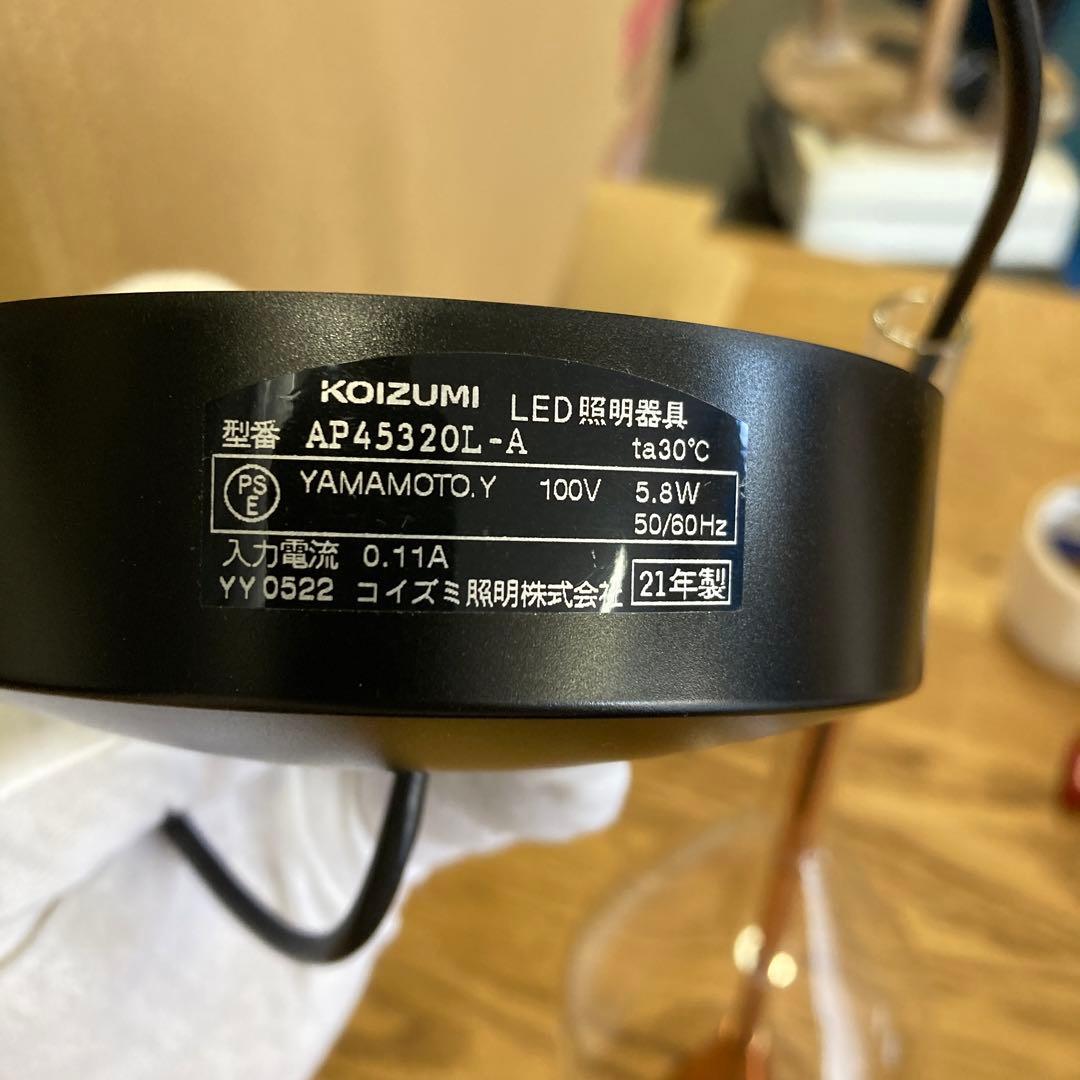 KOIZUMI LED照明器具
型番 AP45320L-A ta30℃
PSE YAMAMOTO.Y 100V 5.8W
50/60Hz
入力電流 0.11A
YY0522 コイズミ照明株式会社 21年製